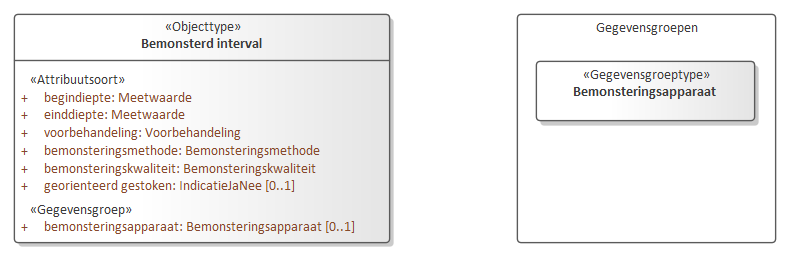 «Objecttype»
Bemonsterd interval
«Attribuutsoort»
+ begindiepte: Meetwaarde
+ einddiepte: Meetwaarde
+ voorbehandeling: Voorbehandeling
+ bemonsteringsmethode: Bemonsteringsmethode
+ bemonsteringskwaliteit: Bemonsteringskwaliteit
+ georienteerd gestoken: IndicatieJaNee [0..1]
«Gegevensgroep»
+ bemonsteringsapparaat: Bemonsteringsapparaat [0..1]
Gegevensgroepen
«Gegevensgroeptype»
Bemonsteringsapparaat